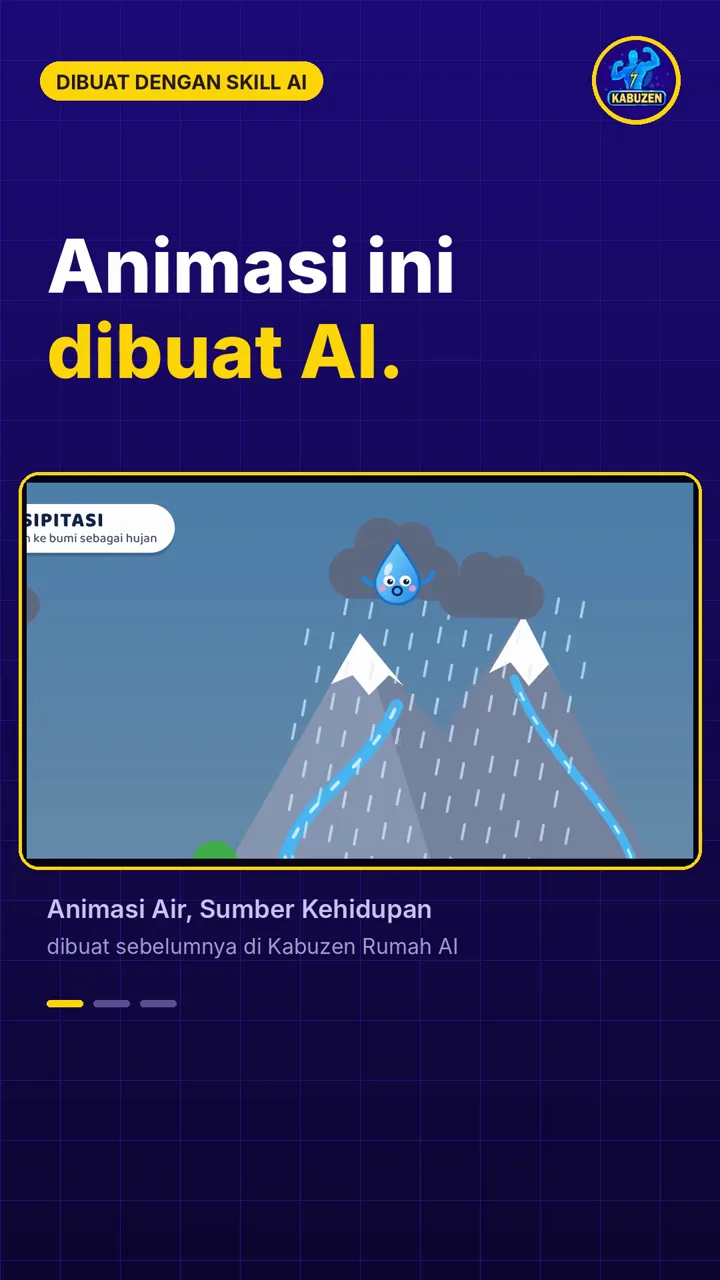 DIBUAT DENGAN SKILL AI
KABUZEN
Animasi ini
dibuat AI.
SIPITASI
ke bumi sebagai hujan
Animasi Air, Sumber Kehidupan
dibuat sebelumnya di Kabuzen Rumah AI